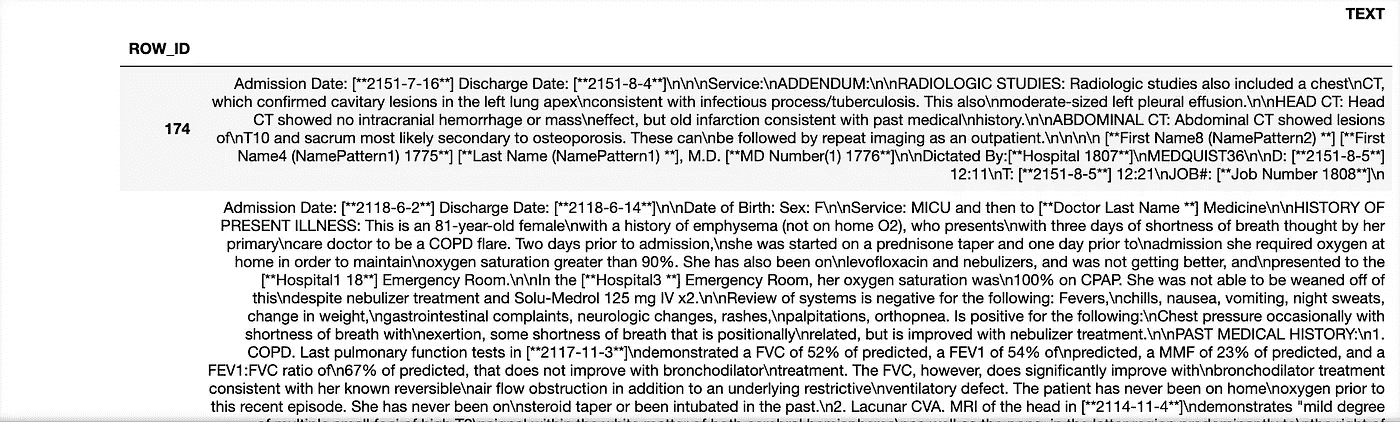 TEXT
ROW_ID
Admission Date: [**2151-7-16**] Discharge Date: [**2151-8-4**]\n\n\nService:\nADDENDUM:\n\nRADIOLOGIC STUDIES: Radiologic studies also included a chest\nCT,
which confirmed cavitary lesions in the left lung apex\nconsistent with infectious process/tuberculosis. This also\nmoderate-sized left pleural effusion.\n\nHEAD CT: Head
CT showed no intracranial hemorrhage or mass\neffect, but old infarction consistent with past medical\nhistory.\n\nABDOMINAL CT: Abdominal CT showed lesions
174
of\nT10 and sacrum most likely secondary to osteoporosis. These can\nbe followed by repeat imaging as an outpatient.\n\n\n\n [**First Name8 (NamePattern2) **] [**First
Name4 (NamePattern1) 1775**] [**Last Name (NamePattern1) **], M.D. [**MD Number(1) 1776**]\n\nDictated By:[**Hospital 1807**]\nMEDQUIST36\n\nD: [**2151-8-5**]
12:11\nT: [**2151-8-5**] 12:21\nJOB#: [**Job Number 1808**]\n
Admission Date: [**2118-6-2**] Discharge Date: [**2118-6-14**]\n\nDate of Birth: Sex: F\n\nService: MICU and then to [**Doctor Last Name **] Medicine\n\nHISTORY OF
PRESENT ILLNESS: This is an 81-year-old female\nwith a history of emphysema (not on home O2), who presents\nwith three days of shortness of breath thought by her
primary\ncare doctor to be a COPD flare. Two days prior to admission,\nshe was started on a prednisone taper and one day prior to\nadmission she required oxygen at
home in order to maintain\noxygen saturation greater than 90%. She has also been on\nlevofloxacin and nebulizers, and was not getting better, and\npresented to the
[**Hospital1 18**] Emergency Room.\n\nIn the [**Hospital3 **] Emergency Room, her oxygen saturation was\n100% on CPAP. She was not able to be weaned off of
this\ndespite nebulizer treatment and Solu-Medrol 125 mg IV x2.\n\nReview of systems is negative for the following: Fevers,\nchills, nausea, vomiting, night sweats,
change in weight,\ngastrointestinal complaints, neurologic changes, rashes,\npalpitations, orthopnea. Is positive for the following:\nChest pressure occasionally with
shortness of breath with\nexertion, some shortness of breath that is positionally\nrelated, but is improved with nebulizer treatment.\n\nPAST MEDICAL HISTORY:\n1.
COPD. Last pulmonary function tests in [**2117-11-3**]\ndemonstrated a FVC of 52% of predicted, a FEV1 of 54% of\npredicted, a MMF of 23% of predicted, and a
FEV1:FVC ratio of\n67% of predicted, that does not improve with bronchodilator\ntreatment. The FVC, however, does significantly improve with\nbronchodilator treatment
consistent with her known reversible\nair flow obstruction in addition to an underlying restrictive\nventilatory defect. The patient has never been on home\noxygen prior to
this recent episode. She has never been on\nsteroid taper or been intubated in the past.\n2. Lacunar CVA. MRI of the head in [**2114-11-4**]\ndemonstrates "mild degree